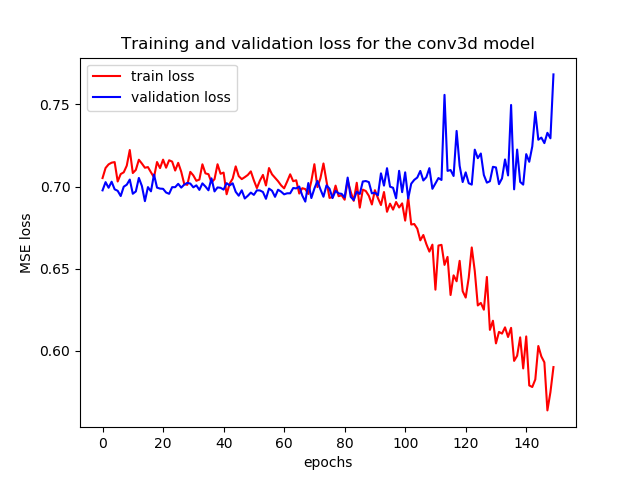 Training and validation loss for the conv3d model
train loss
validation loss
MSE loss
0.75
0.70
0.65
0.60
0 20 40 60 80 100 120 140
epochs